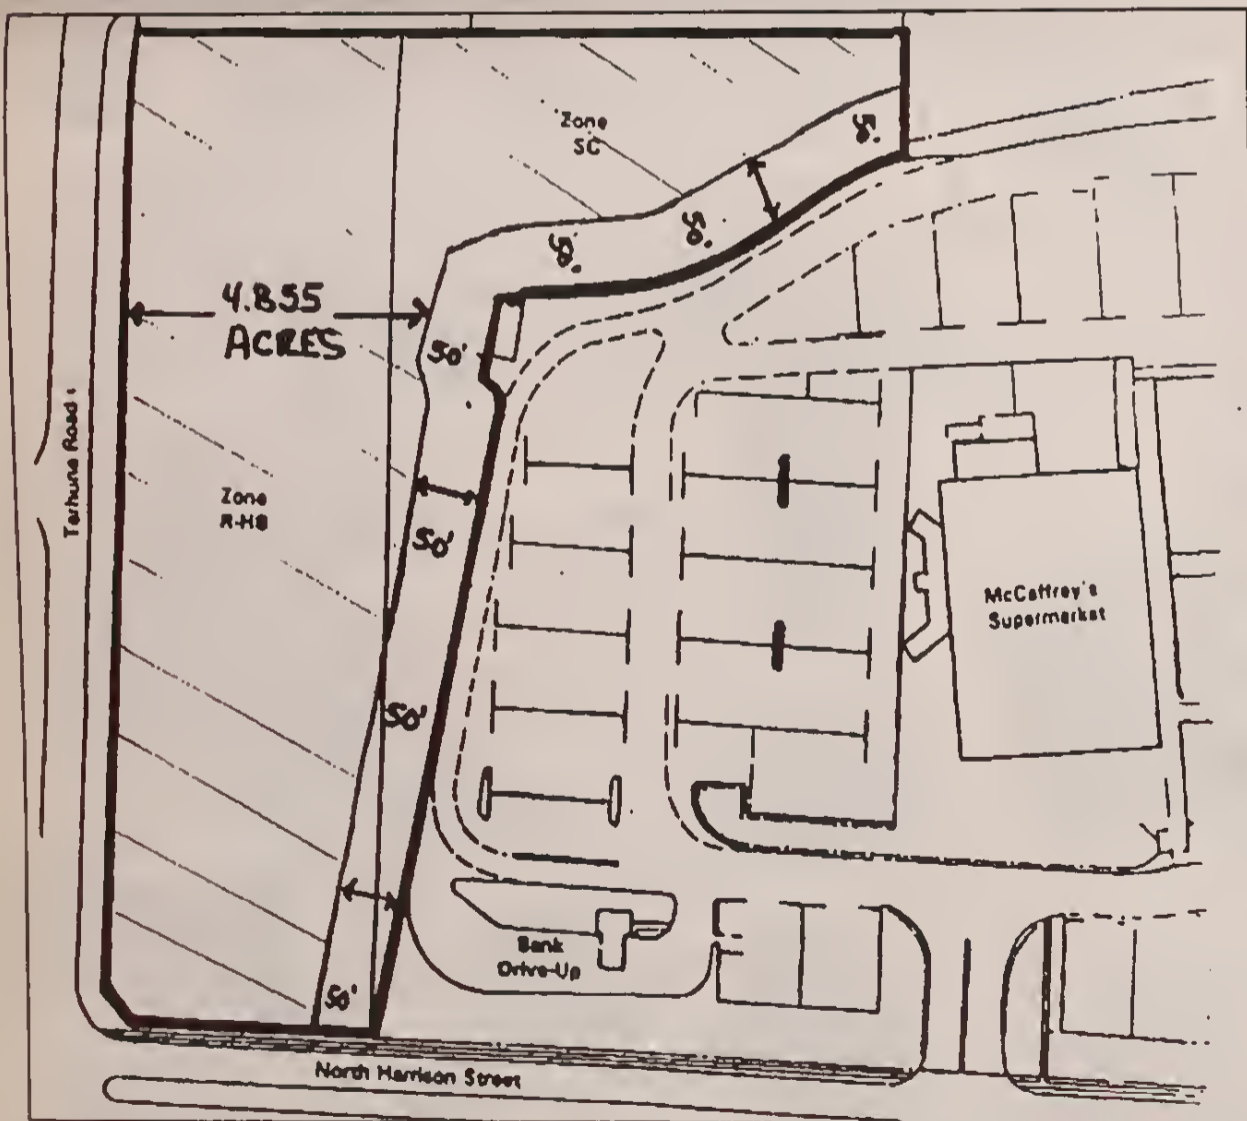 Zone
SC
50'
50'
50'
4.855
ACRES
50'
Terhune Road
Zone
R-HB
50'
McCaffrey's
Supermarket
50'
Bank
Drive-Up
50'
North Harrison Street